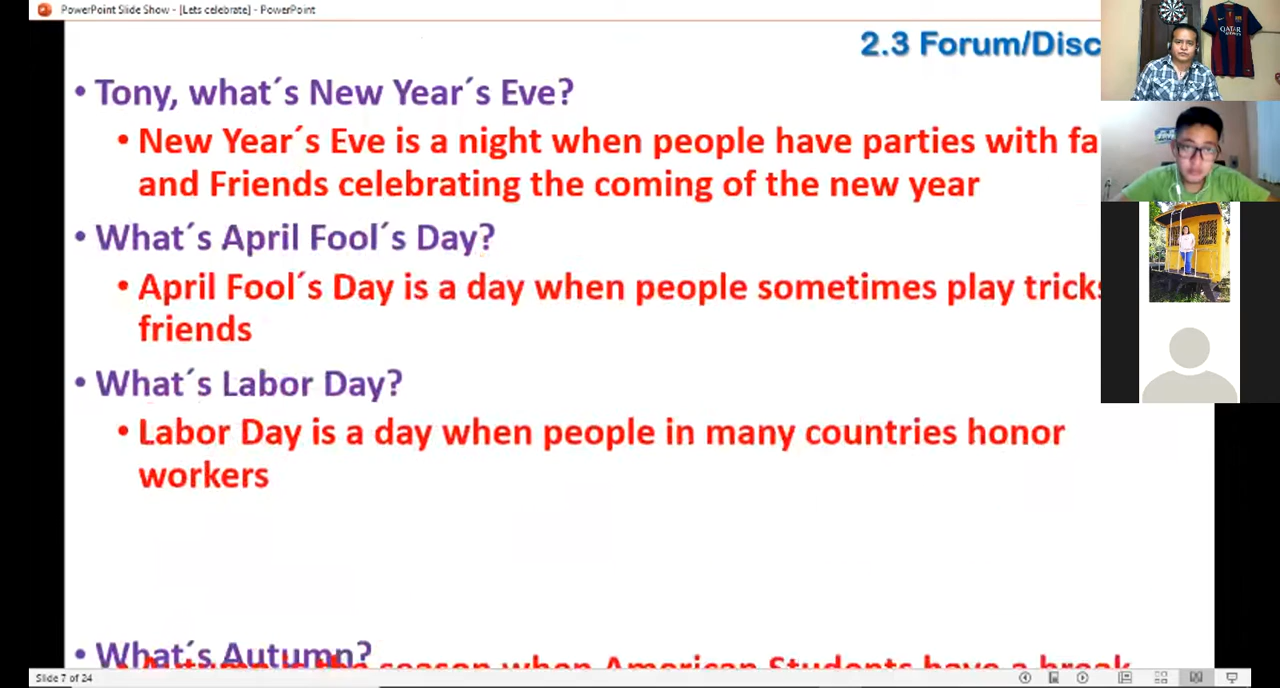 PowerPoint Slide Show - [Lets celebrate] - PowerPoint
2.3 Forum/Disc
QATAR
• Tony, what´s New Year´s Eve?
• New Year´s Eve is a night when people have parties with fa
and Friends celebrating the coming of the new year
• What´s April Fool´s Day?
• April Fool´s Day is a day when people sometimes play tricks
friends
• What´s Labor Day?
• Labor Day is a day when people in many countries honor
workers
• What´s Autumn?
• Autumn is the season when American Students have a break
Slide 7 of 24